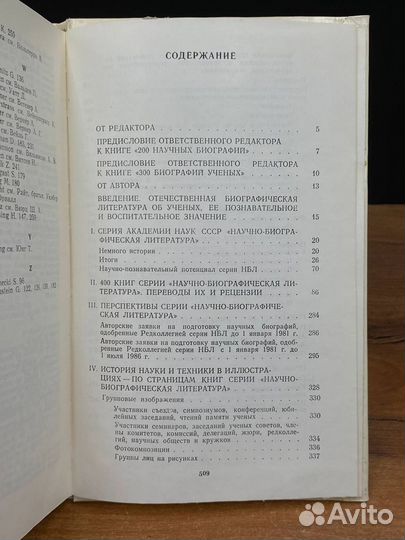 К, 250
W
Z
СОДЕРЖАНИЕ
ОТ РЕДАКТОРА 5
ПРЕДИСЛОВИЕ ОТВЕТСТВЕННОГО РЕДАКТОРА
К КНИГЕ «200 НАУЧНЫХ БИОГРАФИЙ» 7
ПРЕДИСЛОВИЕ ОТВЕТСТВЕННОГО РЕДАКТОРА
К КНИГЕ «300 БИОГРАФИЙ УЧЕНЫХ» 10
ОТ АВТОРА 13
ВВЕДЕНИЕ. ОТЕЧЕСТВЕННАЯ БИОГРАФИЧЕСКАЯ
ЛИТЕРАТУРА ОБ УЧЕНЫХ, ЕЕ ПОЗНАВАТЕЛЬНОЕ
И ВОСПИТАТЕЛЬНОЕ ЗНАЧЕНИЕ 15
I. СЕРИЯ АКАДЕМИИ НАУК СССР «НАУЧНО-БИОГРА-
ФИЧЕСКАЯ ЛИТЕРАТУРА» 20
Немного истории 20
Итоги 26
Научно-познавательный потенциал серии НБЛ 70
II. 400 КНИГ СЕРИИ «НАУЧНО-БИОГРАФИЧЕСКАЯ ЛИ-
ТЕРАТУРА». ПЕРЕВОДЫ ИХ И РЕЦЕНЗИИ 86
III. ПЕРСПЕКТИВЫ СЕРИИ «НАУЧНО-БИОГРАФИЧЕ-
СКАЯ ЛИТЕРАТУРА» 284
Авторские заявки на подготовку научных биографий,
одобренные Редколлегией серии НБЛ до 1 января 1981 г. 286
Авторские заявки на подготовку научных биографий, одоб-
ренные Редколлегией серии НБЛ с 1 января 1981 г. до
1 июля 1986 г. 295
IV. ИСТОРИЯ НАУКИ И ТЕХНИКИ В ИЛЛЮСТРА-
ЦИЯХ — ПО СТРАНИЦАМ КНИГ СЕРИИ «НАУЧНО-
БИОГРАФИЧЕСКАЯ ЛИТЕРАТУРА» 328
Групповые изображения 330
Участники съездов, симпозиумов, конференций, юби-
лейных заседаний, чтений памяти ученых 330
Участники семинаров, заседаний ученых советов, чле-
ны комитетов, комиссий, делегаций, жюри, редколлег-
ий, научных обществ и кружков 334
Фотокомпозиции 336
Группы лиц на рисунках 337
509
Avito